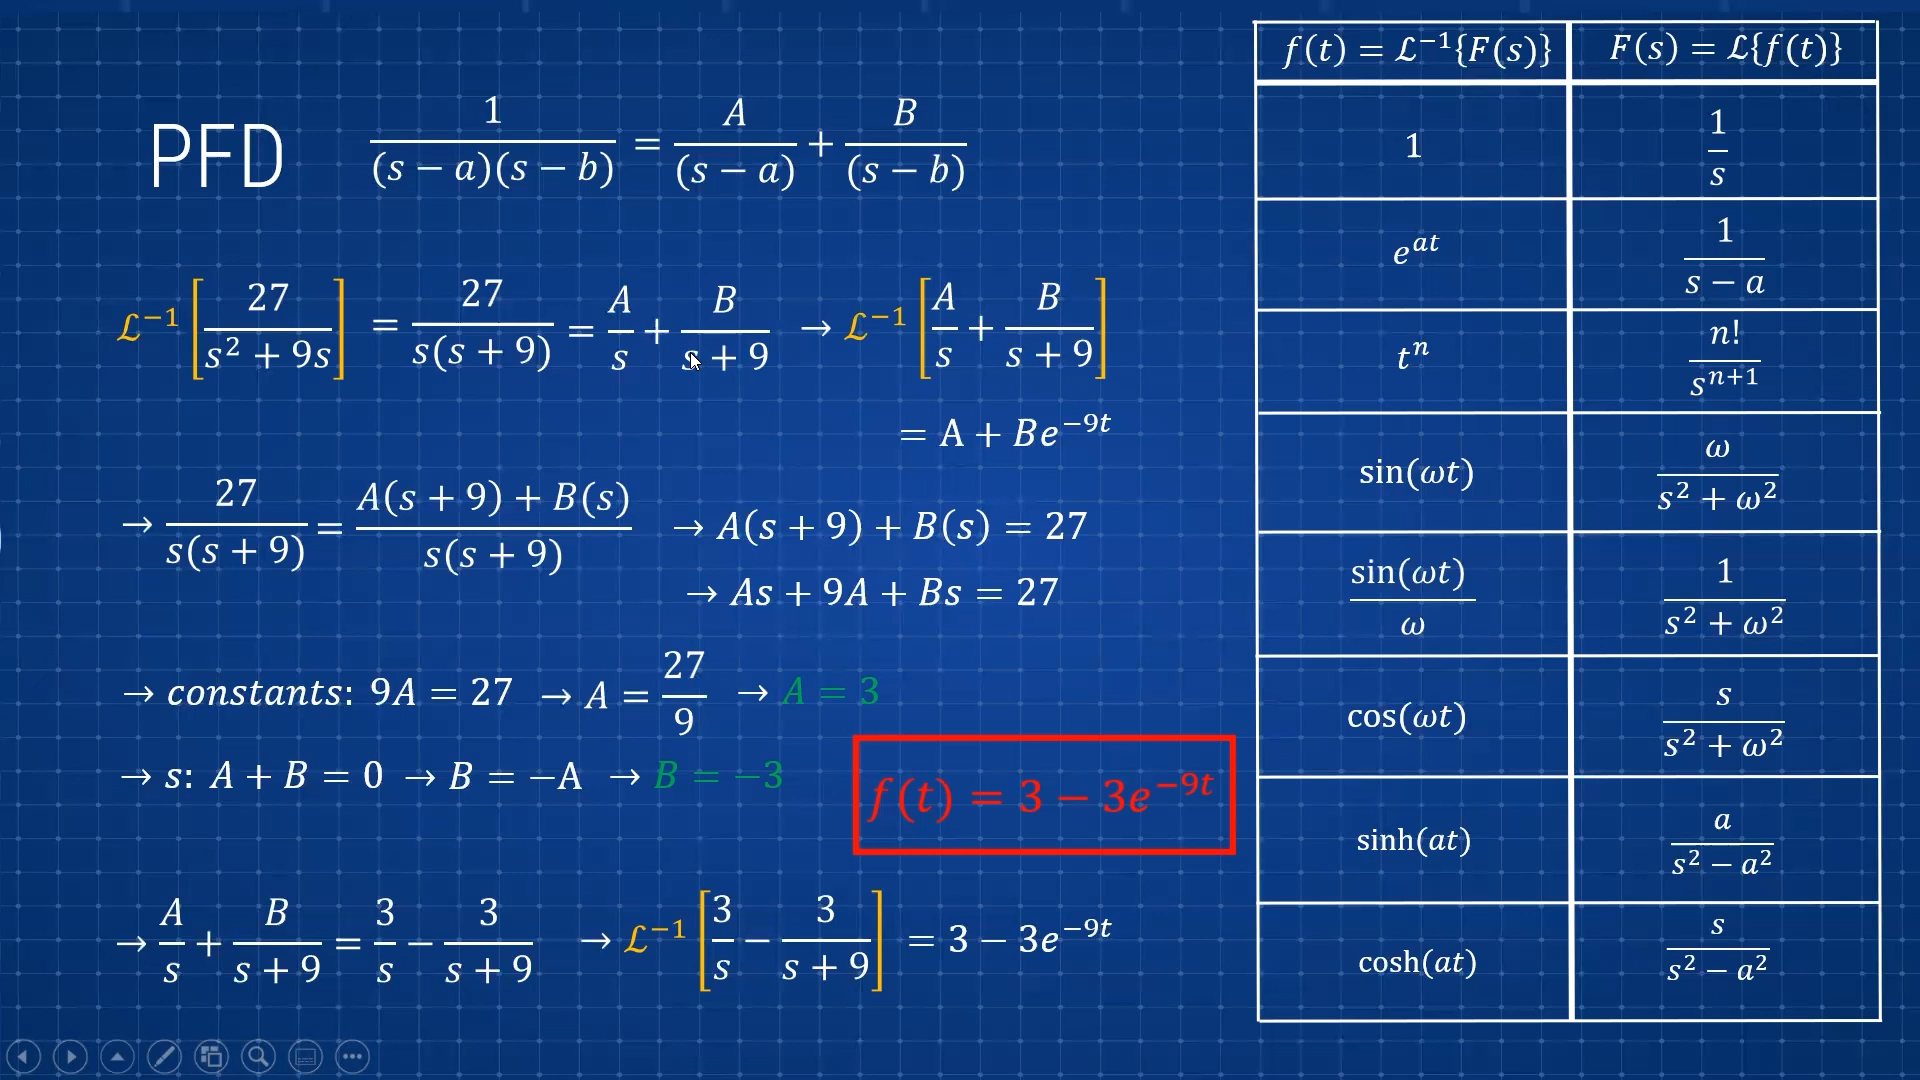 PFD 1/((s − a)(s − b)) = A/(s − a) + B/(s − b)
ℒ⁻¹[27/(s² + 9s)] = 27/(s(s + 9)) = A/s + B/(s + 9) → ℒ⁻¹[A/s + B/(s + 9)]
= A + Be⁻⁹ᵗ
→ 27/(s(s + 9)) = (A(s + 9) + B(s))/(s(s + 9)) → A(s + 9) + B(s) = 27
→ As + 9A + Bs = 27
→ constants: 9A = 27 → A = 27/9 → A = 3
→ s: A + B = 0 → B = −A → B = −3
f(t) = 3 − 3e⁻⁹ᵗ
→ A/s + B/(s + 9) = 3/s − 3/(s + 9) → ℒ⁻¹[3/s − 3/(s + 9)] = 3 − 3e⁻⁹ᵗ
f(t) = ℒ⁻¹{F(s)} F(s) = ℒ{f(t)}
1 1/s
eᵃᵗ 1/(s − a)
tⁿ n!/sⁿ⁺¹
sin(ωt) ω/(s² + ω²)
sin(ωt)/ω 1/(s² + ω²)
cos(ωt) s/(s² + ω²)
sinh(at) a/(s² − a²)
cosh(at) s/(s² − a²)